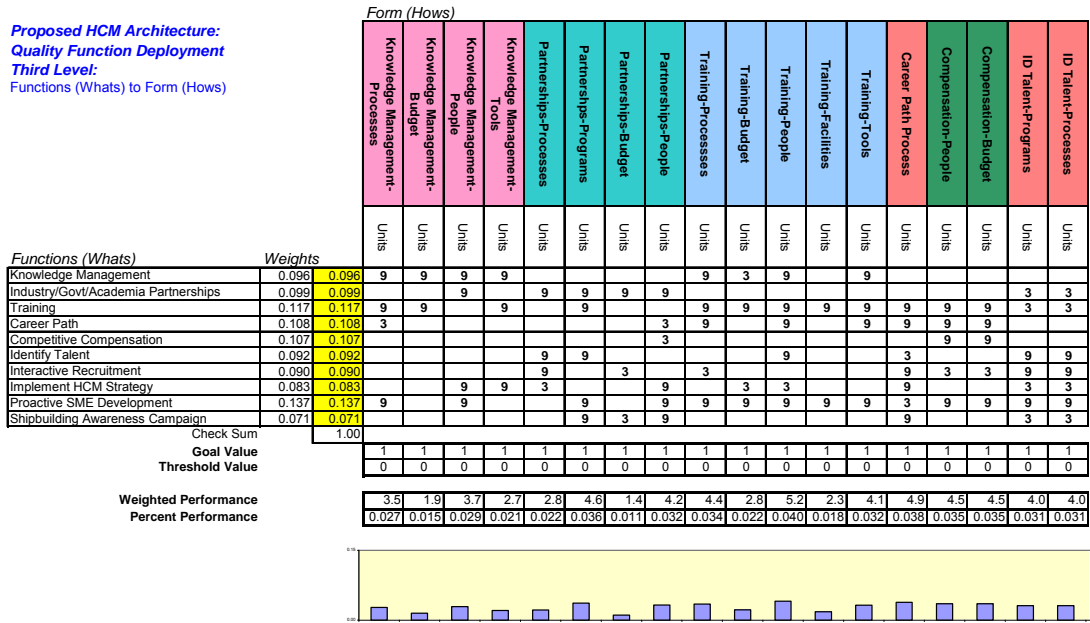 Form (Hows)
Proposed HCM Architecture:
Quality Function Deployment
Third Level:
Functions (Whats) to Form (Hows)
Knowledge Management-Processes
Knowledge Management-Budget
Knowledge Management-People
Knowledge Management-Tools
Partnerships-Processes
Partnerhps-Programs
Partnerships-Budget
Partnerships-People
Training-Processses
Training-Budget
Training-People
Training-Facilities
Training-Tools
Career Path Process
Compensation-People
Compensation-Budget
ID Talent-Programs
ID Talent-Processes
Units Units Units Units Units Units Units Units Units Units Units Units Units Units Units Units Units Units
Functions (Whats) Weights
Knowledge Management 0.096 0.096 9 9 9 9 9 3 9 9
Industry/Govt/Academia Partnerships 0.099 0.099 9 9 9 9 9 3 3
Training 0.117 0.117 9 9 9 9 9 9 9 9 9 9 9 9 3 3
Career Path 0.108 0.108 3 3 9 9 9 9 9 9
Competitive Compensation 0.107 0.107 3 9 9
Identify Talent 0.092 0.092 9 9 9 3 9 9
Interactive Recruitment 0.090 0.090 9 3 3 9 3 3 9 9
Implement HCM Strategy 0.083 0.083 9 9 3 9 3 3 9 3 3
Proactive SME Development 0.137 0.137 9 9 9 9 9 9 9 9 9 3 9 9 9 9
Shipbuilding Awareness Campaign 0.071 0.071 9 3 9 9 3 3
Check Sum 1.00
Goal Value 1 1 1 1 1 1 1 1 1 1 1 1 1 1 1 1 1 1
Threshold Value 0 0 0 0 0 0 0 0 0 0 0 0 0 0 0 0 0 0
Weighted Performance 3.5 1.9 3.7 2.7 2.8 4.6 1.4 4.2 4.4 2.8 5.2 2.3 4.1 4.9 4.5 4.5 4.0 4.0
Percent Performance 0.027 0.015 0.029 0.021 0.022 0.036 0.011 0.032 0.034 0.022 0.040 0.018 0.032 0.038 0.035 0.035 0.031 0.031
0.15
0.00